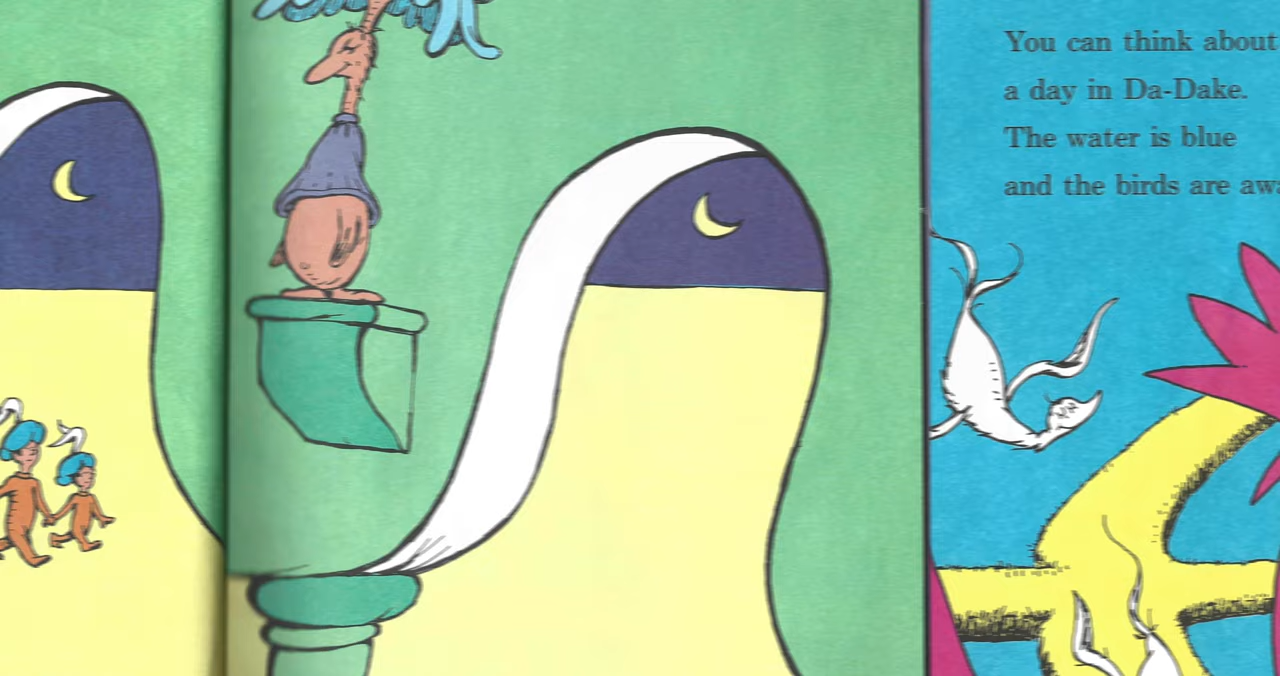 You can think about
a day in Da-Dake.
The water is blue
and the birds are